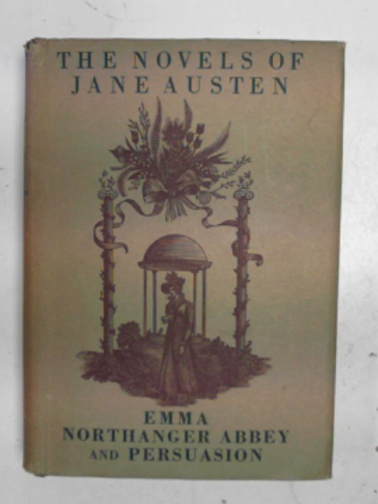 THE NOVELS OF
JANE AUSTEN
EMMA
NORTHANGER ABBEY
AND PERSUASION